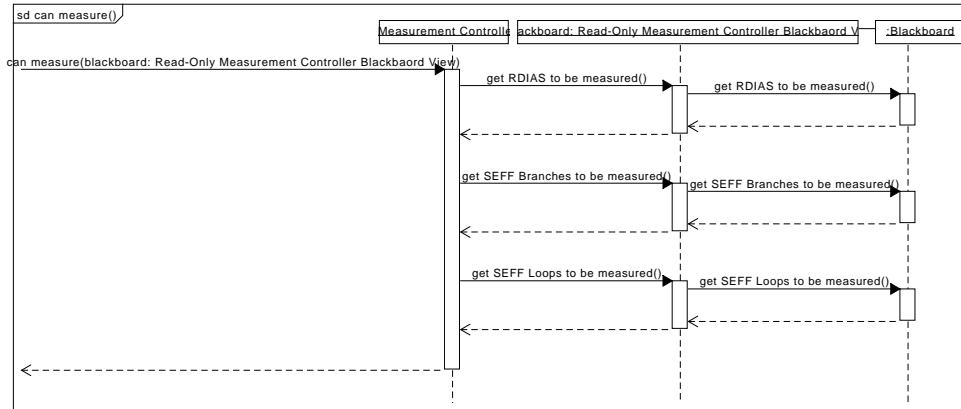 sd can measure()
Measurement Controlle
ackboard: Read-Only Measurement Controller Blackboard V
:Blackboard
can measure(blackboard: Read-Only Measurement Controller Blackbaord View)
get RDIAS to be measured()
get RDIAS to be measured()
get SEFF Branches to be measured()
get SEFF Branches to be measured()
get SEFF Loops to be measured()
get SEFF Loops to be measured()